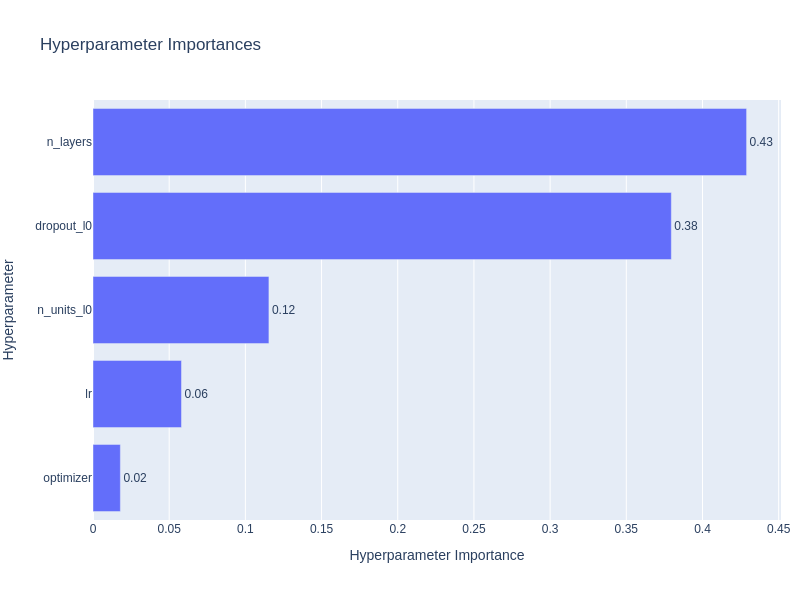 Hyperparameter Importances
Hyperparameter
n_layers 0.43
dropout_l0 0.38
n_units_l0 0.12
lr 0.06
optimizer 0.02
0 0.05 0.1 0.15 0.2 0.25 0.3 0.35 0.4 0.45
Hyperparameter Importance